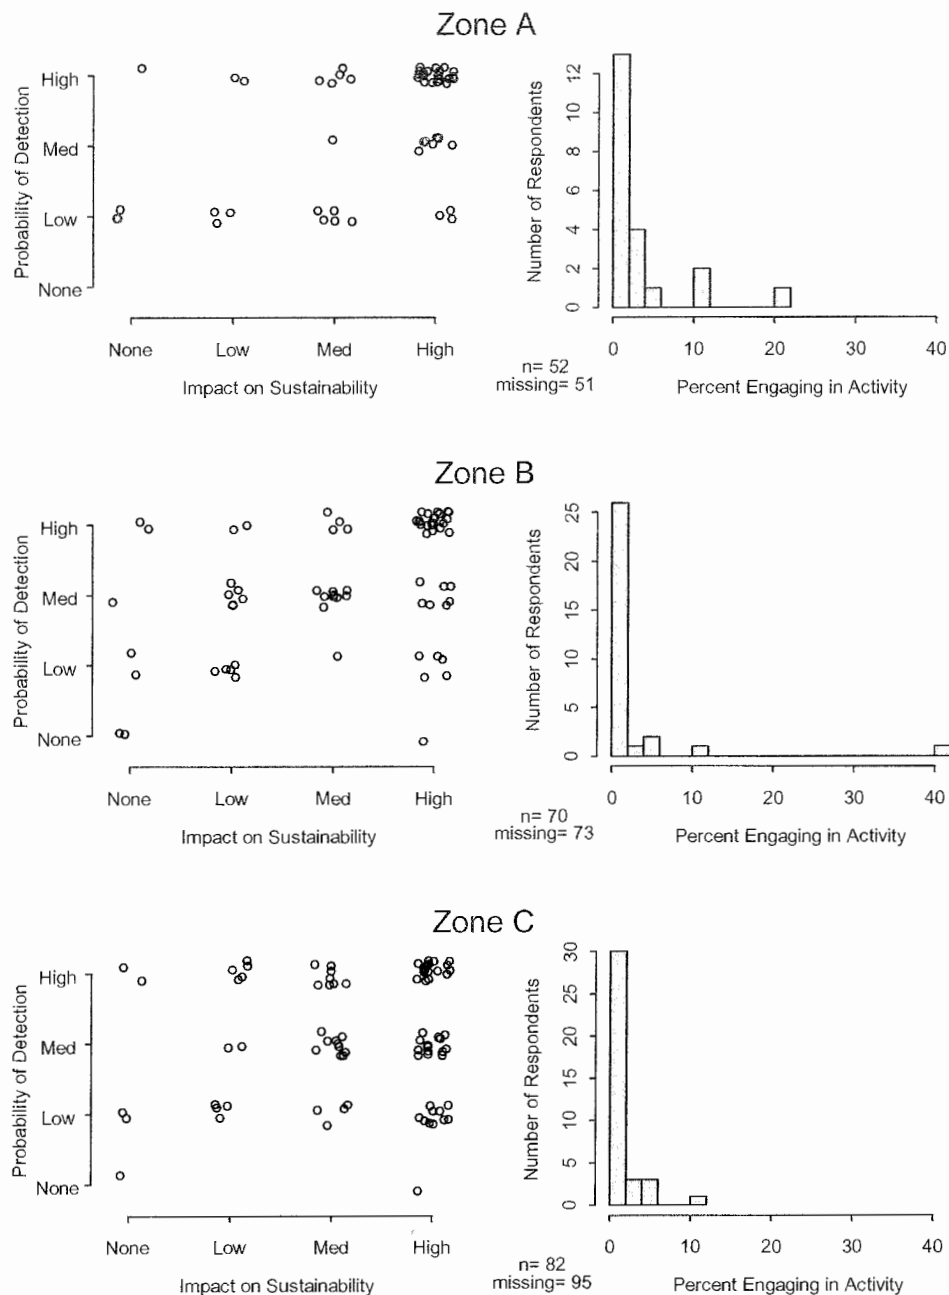 Zone A
Probability of Detection
High
Med
Low
None
None Low Med High
Impact on Sustainability
n= 52
missing= 51
Number of Respondents
0 2 4 6 8 10 12
0 10 20 30 40
Percent Engaging in Activity
Zone B
Probability of Detection
High
Med
Low
None
None Low Med High
Impact on Sustainability
n= 70
missing= 73
Number of Respondents
0 5 10 15 20 25
0 10 20 30 40
Percent Engaging in Activity
Zone C
Probability of Detection
High
Med
Low
None
None Low Med High
Impact on Sustainability
n= 82
missing= 95
Number of Respondents
0 5 10 15 20 25 30
0 10 20 30 40
Percent Engaging in Activity